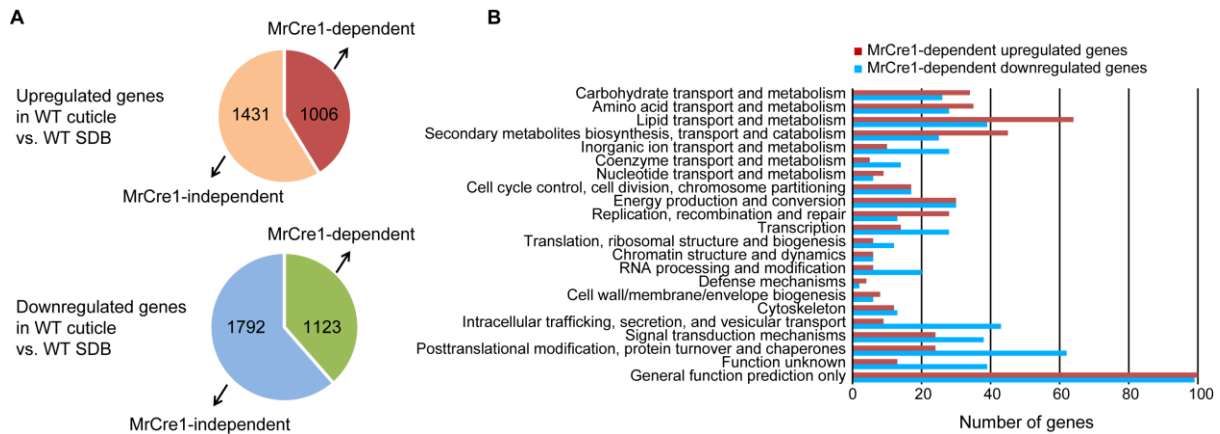 A
MrCre1-dependent
Upregulated genes
in WT cuticle
vs. WT SDB
1431
1006
MrCre1-independent
MrCre1-dependent
Downregulated genes
in WT cuticle
vs. WT SDB
1792
1123
MrCre1-independent
B
MrCre1-dependent upregulated genes
MrCre1-dependent downregulated genes
Carbohydrate transport and metabolism
Amino acid transport and metabolism
Lipid transport and metabolism
Secondary metabolites biosynthesis, transport and catabolism
Inorganic ion transport and metabolism
Coenzyme transport and metabolism
Nucleotide transport and metabolism
Cell cycle control, cell division, chromosome partitioning
Energy production and conversion
Replication, recombination and repair
Transcription
Translation, ribosomal structure and biogenesis
Chromatin structure and dynamics
RNA processing and modification
Defense mechanisms
Cell wall/membrane/envelope biogenesis
Cytoskeleton
Intracellular trafficking, secretion, and vesicular transport
Signal transduction mechanisms
Posttranslational modification, protein turnover and chaperones
Function unknown
General function prediction only
0 20 40 60 80 100
Number of genes